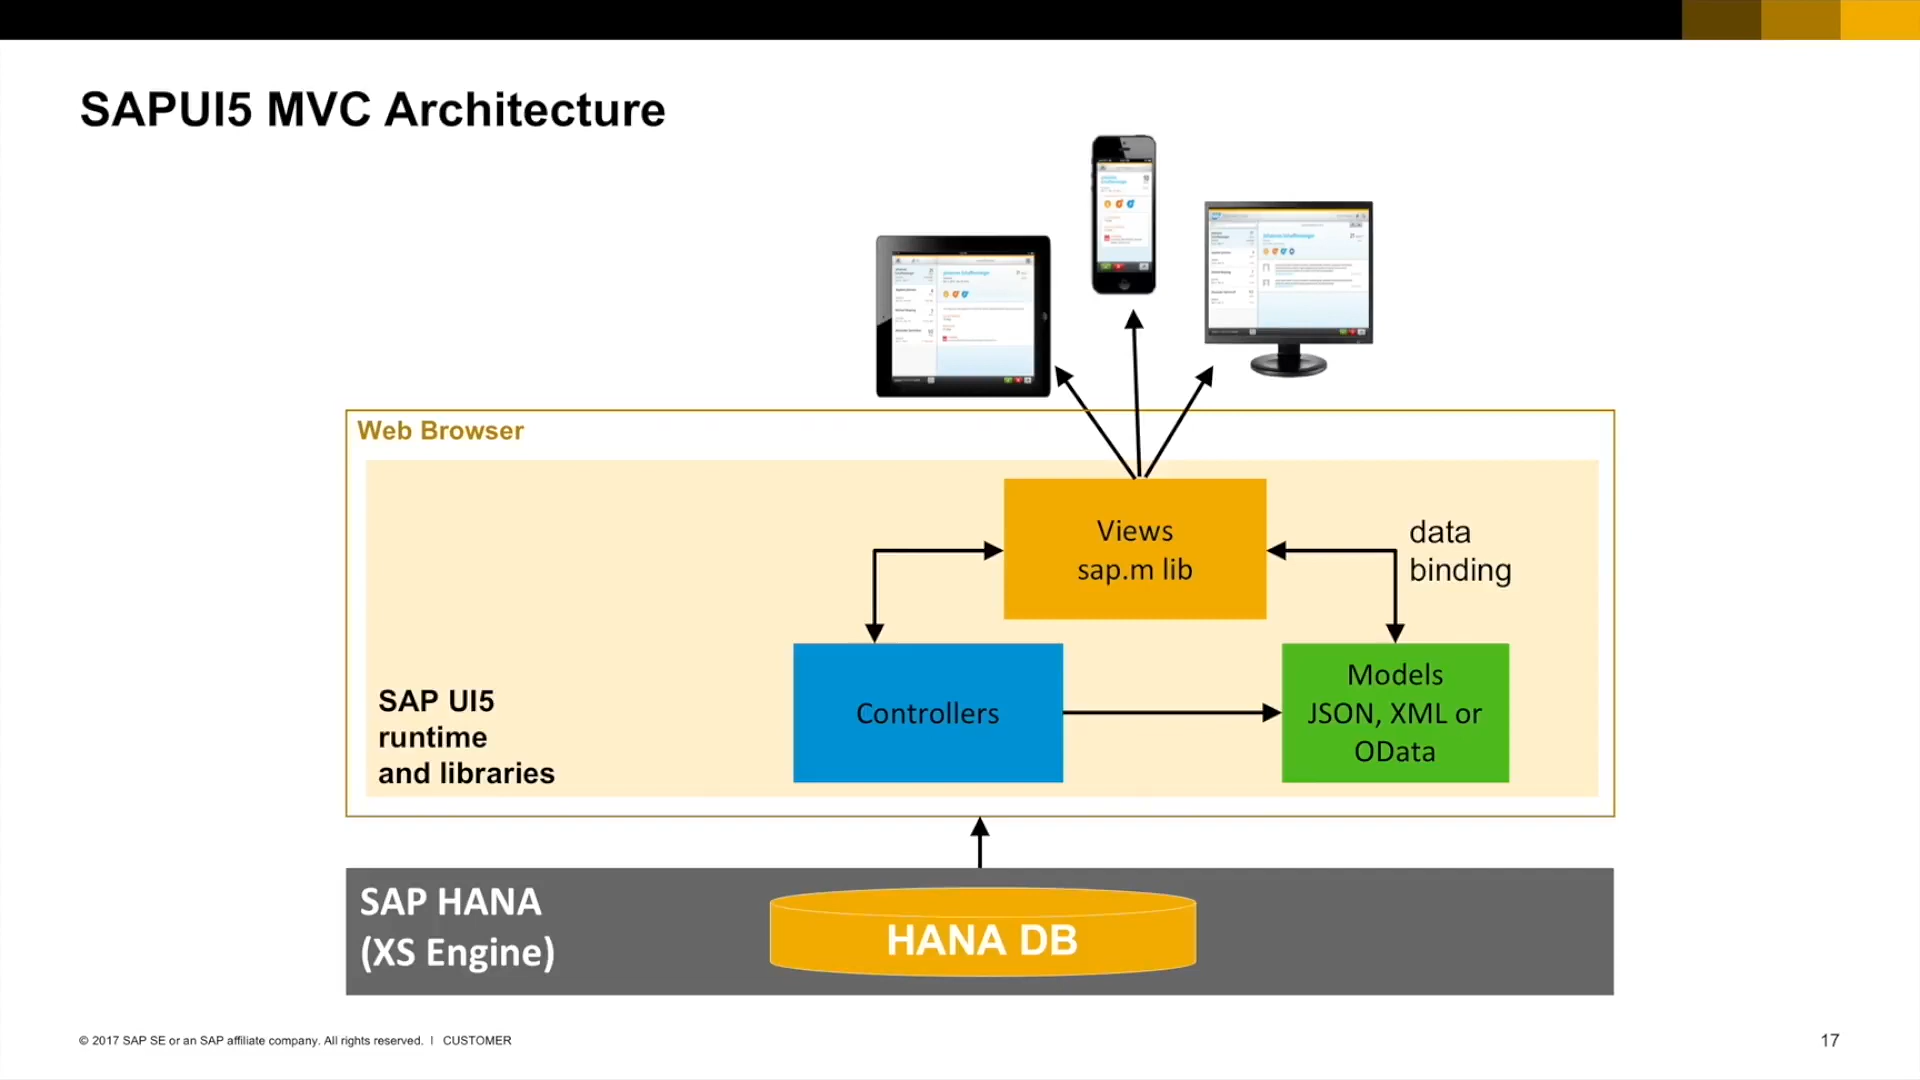 SAPUI5 MVC Architecture
Web Browser
Views
sap.m lib
data
binding
SAP UI5
runtime
and libraries
Controllers
Models
JSON, XML or
OData
SAP HANA
(XS Engine)
HANA DB
© 2017 SAP SE or an SAP affiliate company. All rights reserved. | CUSTOMER
17